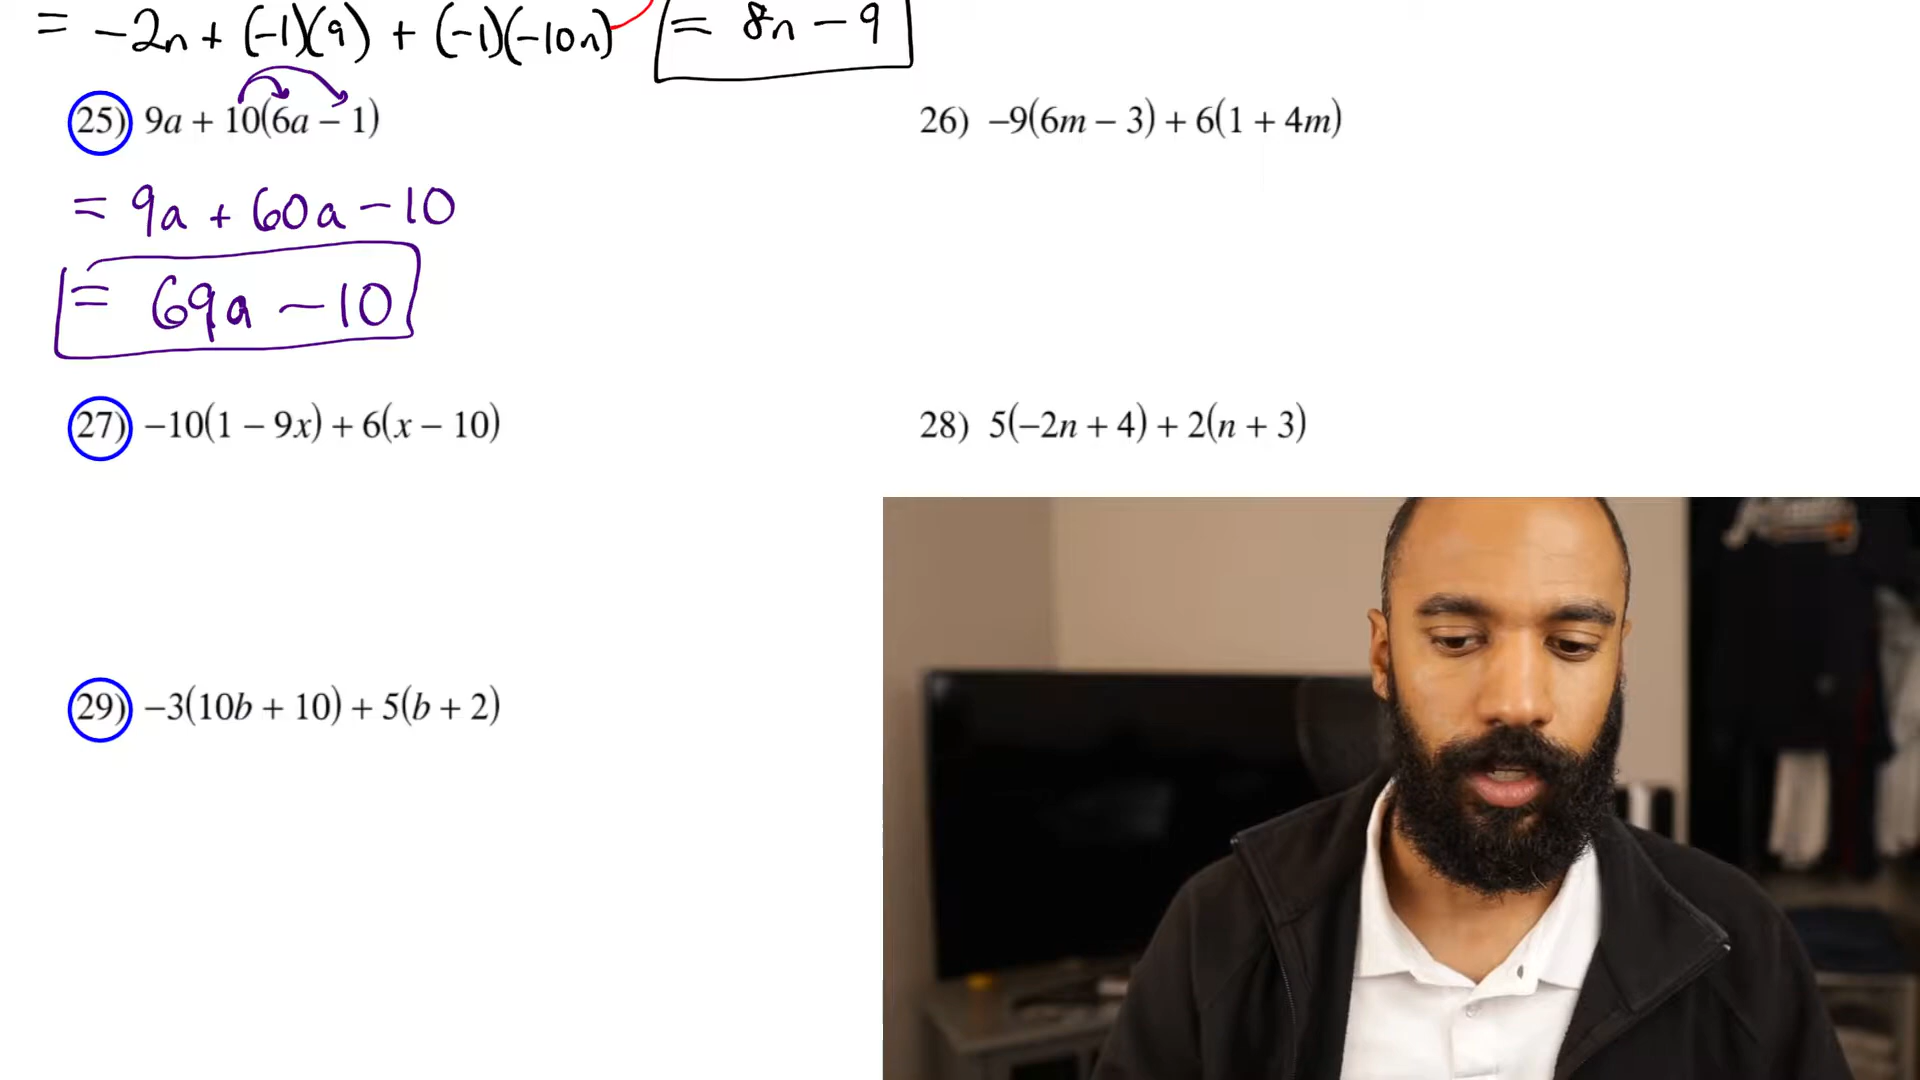 = -2n + (-1)(9) + (-1)(-10n) = 8n - 9
25) 9a + 10(6a − 1)
= 9a + 60a - 10
= 69a - 10
26) −9(6m − 3) + 6(1 + 4m)
27) −10(1 − 9x) + 6(x − 10)
28) 5(−2n + 4) + 2(n + 3)
29) −3(10b + 10) + 5(b + 2)